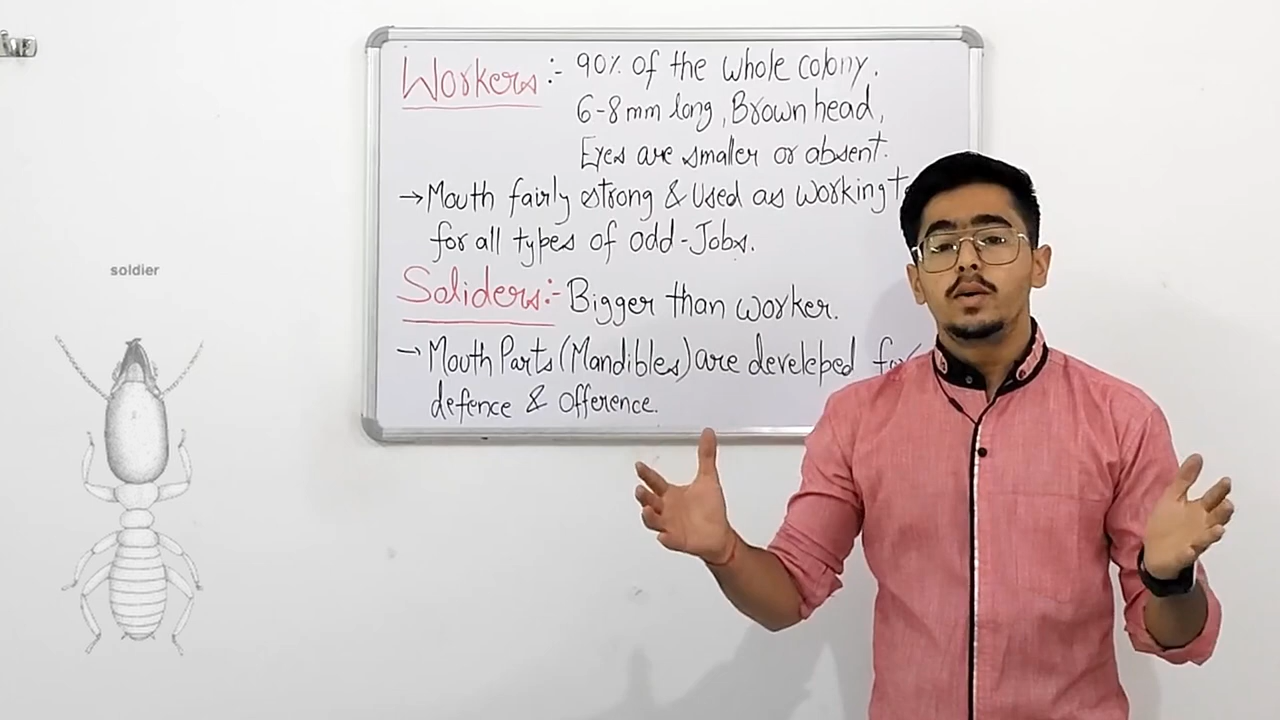 Workers:- 90% of the whole colony.
6-8 mm long, Brown head,
Eyes are smaller or absent.
→ Mouth fairly strong & Used as working
for all types of odd-Jobs.
soldier
Soliders:- Bigger than worker.
→ Mouth Parts (Mandibles) are develeped for
defence & Ofference.